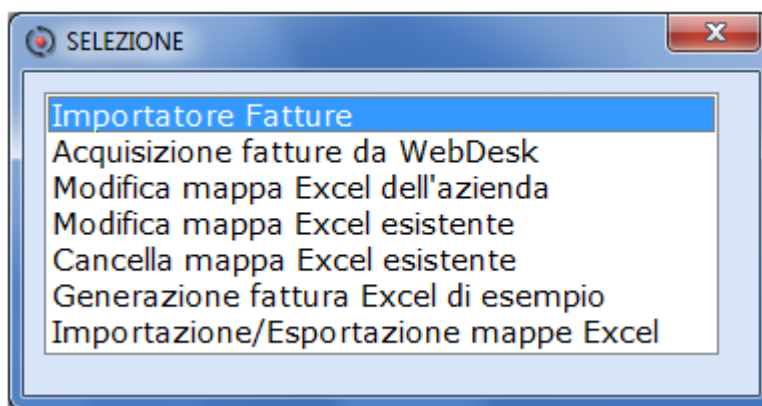 SELEZIONE
Importatore Fatture
Acquisizione fatture da WebDesk
Modifica mappa Excel dell'azienda
Modifica mappa Excel esistente
Cancella mappa Excel esistente
Generazione fattura Excel di esempio
Importazione/Esportazione mappe Excel